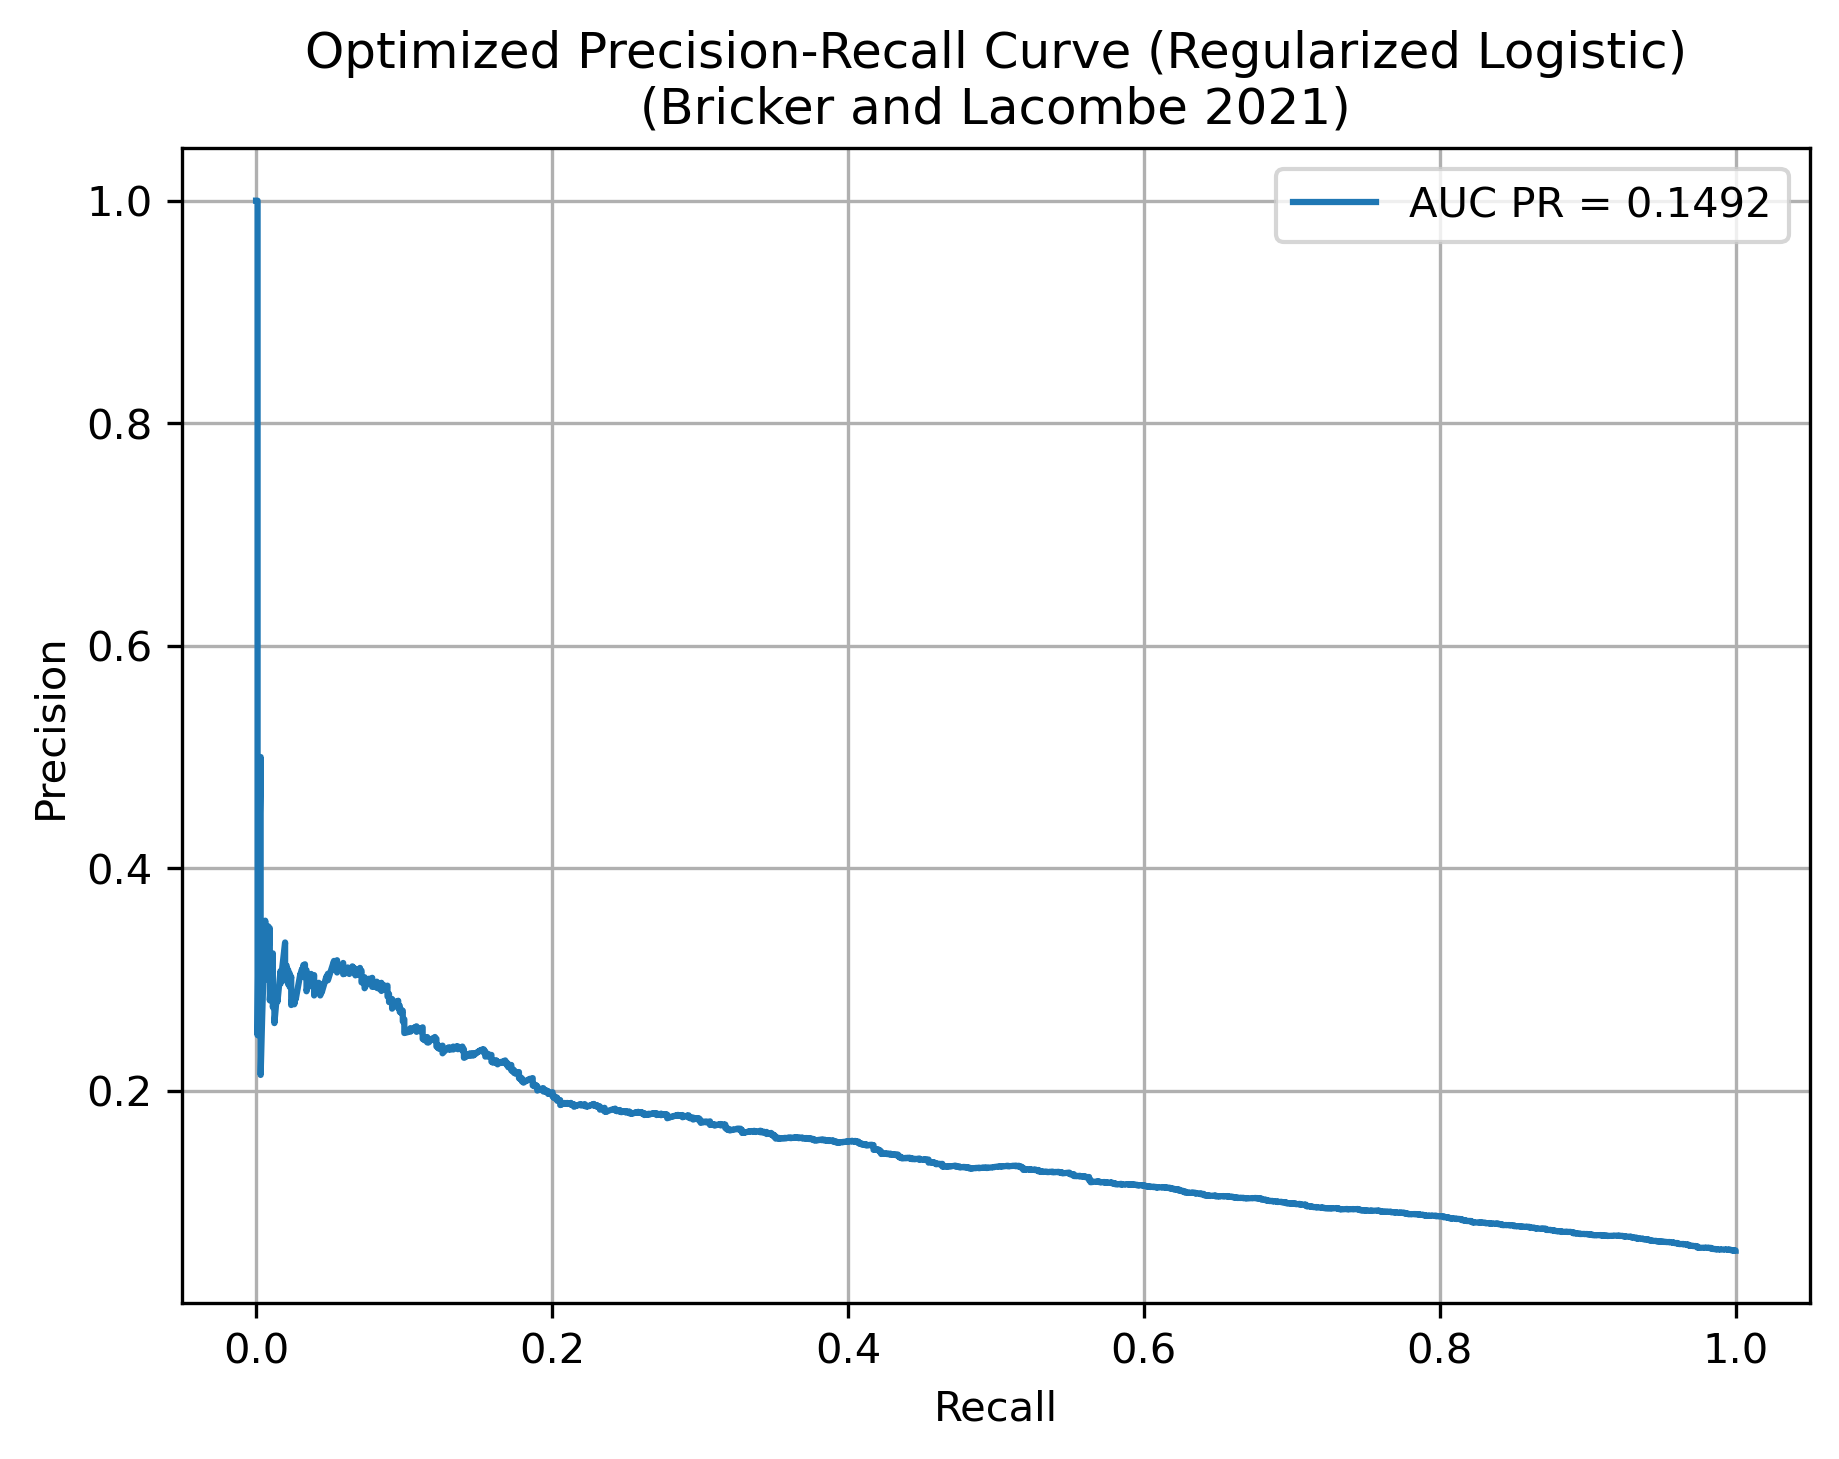 Optimized Precision-Recall Curve (Regularized Logistic)
(Bricker and Lacombe 2021)
AUC PR = 0.1492
1.0
0.8
0.6
0.4
0.2
Precision
0.0
0.2
0.4
0.6
0.8
1.0
Recall